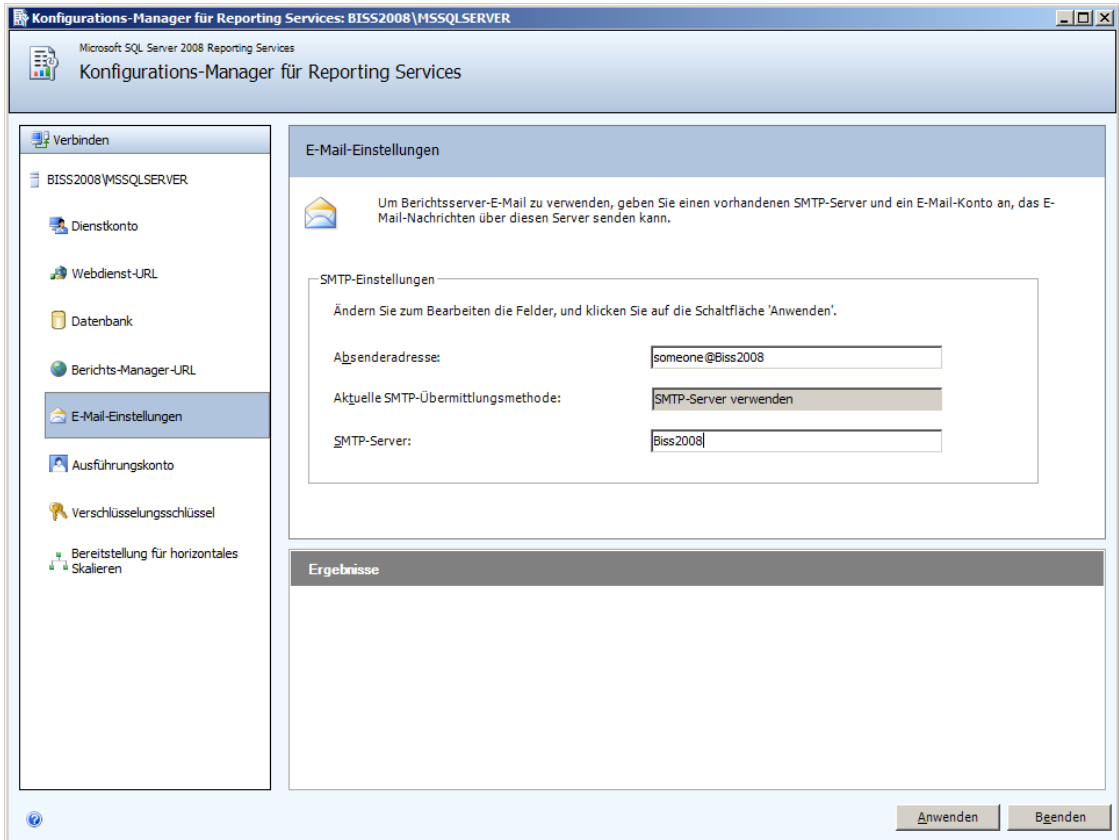 Konfigurations-Manager für Reporting Services: BISS2008\MSSQLSERVER
Microsoft SQL Server 2008 Reporting Services
Konfigurations-Manager für Reporting Services
Verbinden
BISS2008\MSSQLSERVER
Dienstkonto
Webdienst-URL
Datenbank
Berichts-Manager-URL
E-Mail-Einstellungen
Ausführungskonto
Verschlüsselungsschlüssel
Bereitstellung für horizontales
Skalieren
E-Mail-Einstellungen
Um Berichtsserver-E-Mail zu verwenden, geben Sie einen vorhandenen SMTP-Server und ein E-Mail-Konto an, das E-
Mail-Nachrichten über diesen Server senden kann.
SMTP-Einstellungen
Ändern Sie zum Bearbeiten die Felder, und klicken Sie auf die Schaltfläche 'Anwenden'.
Absenderadresse: someone@Biss2008
Aktuelle SMTP-Übermittlungsmethode: SMTP-Server verwenden
SMTP-Server: Biss2008
Ergebnisse
Anwenden Beenden